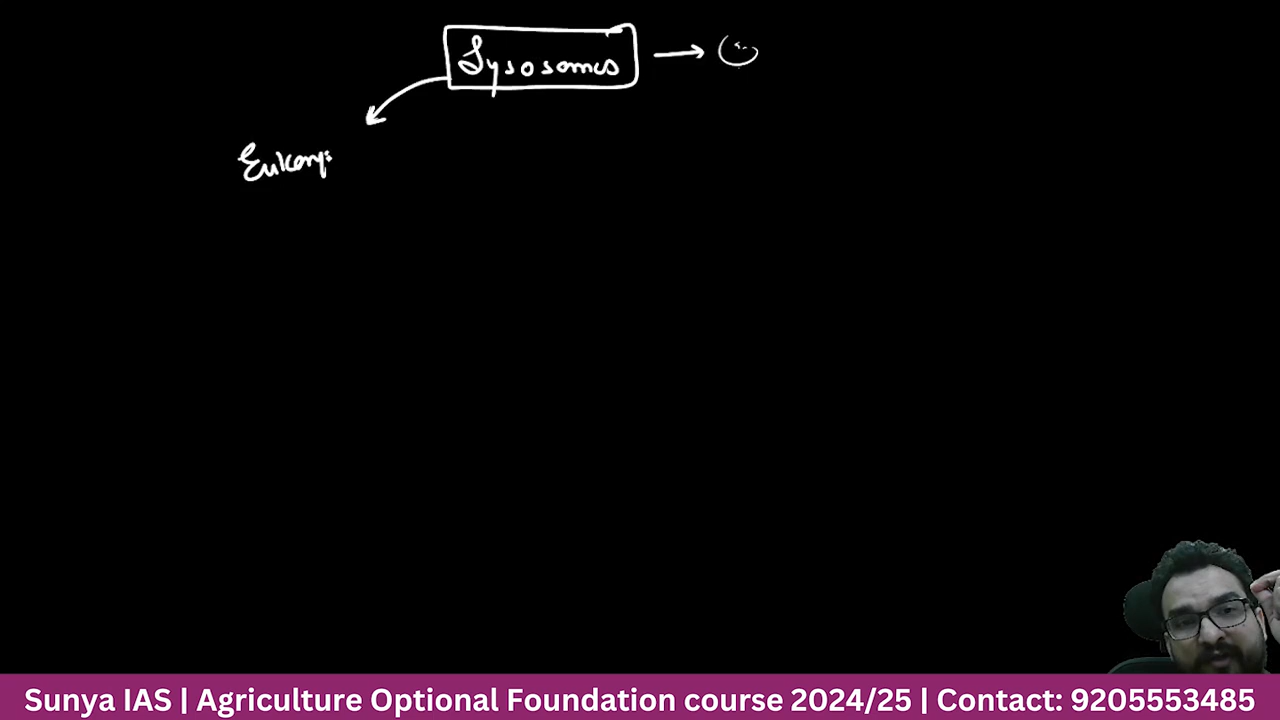 Lysosomes
Eukary:
Sunya IAS | Agriculture Optional Foundation course 2024/25 | Contact: 9205553485